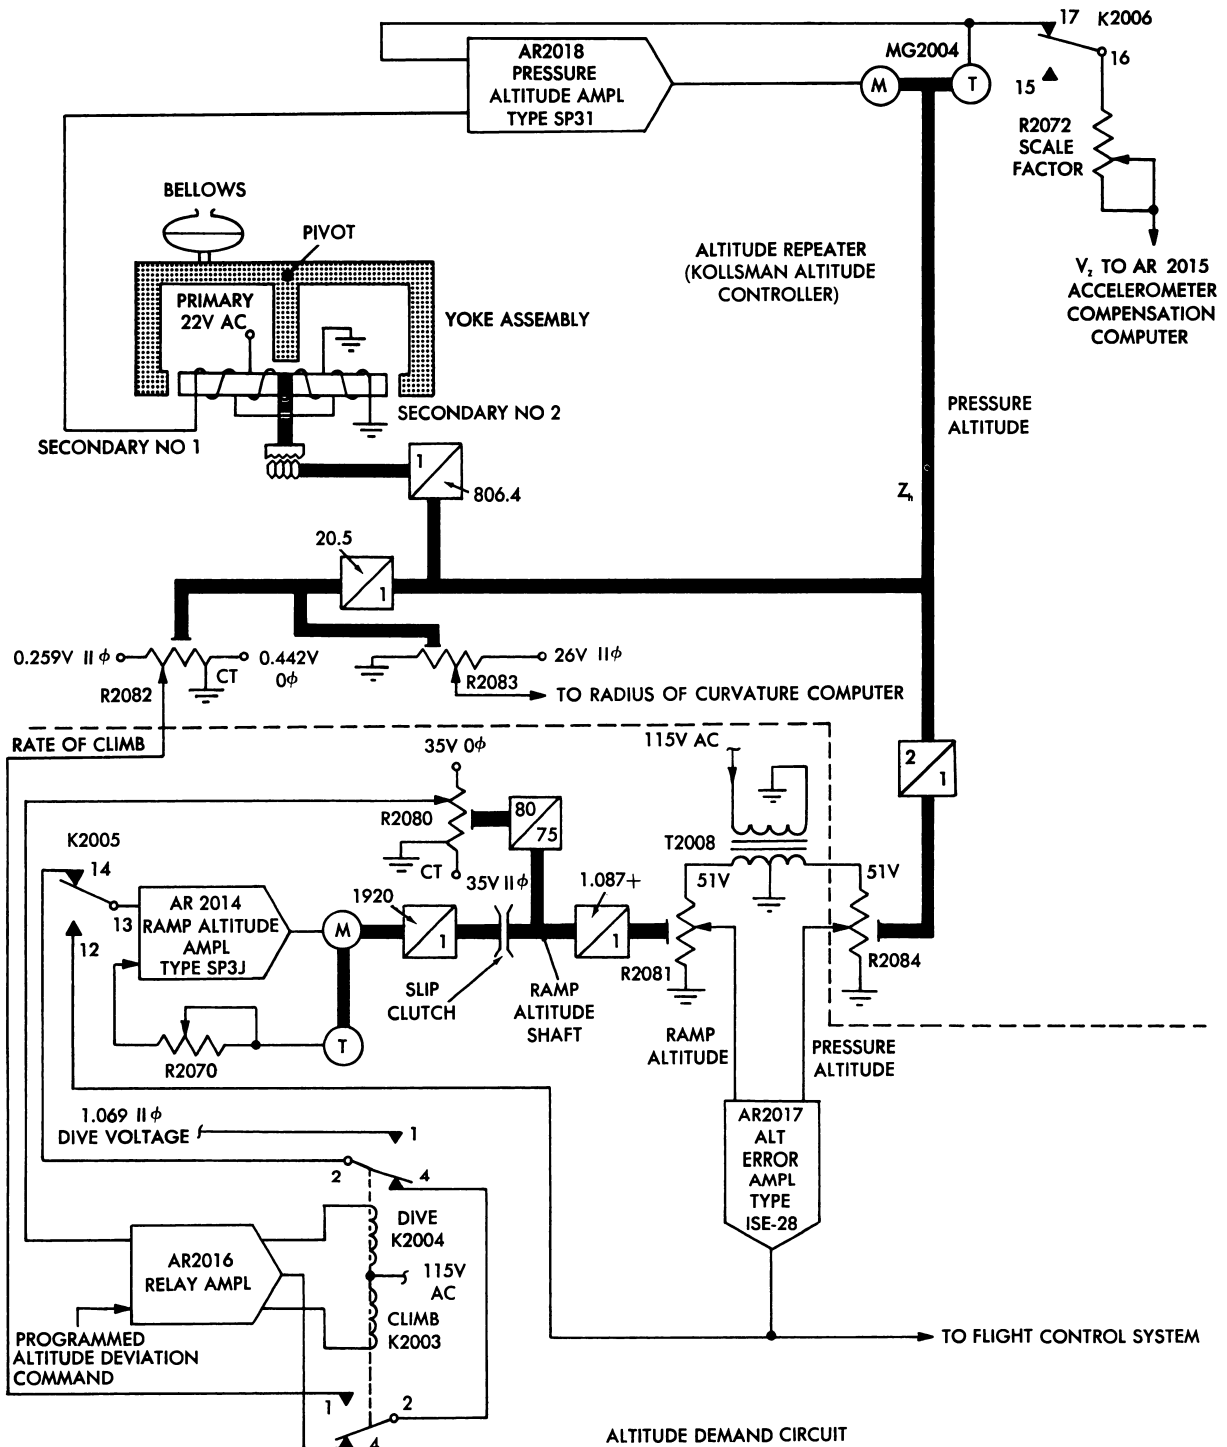 17 K2006
AR2018
PRESSURE
ALTITUDE AMPL
TYPE SP31
MG2004
M
T
16
15
R2072
SCALE
FACTOR
BELLOWS
PIVOT
ALTITUDE REPEATER
(KOLLSMAN ALTITUDE
CONTROLLER)
V_z TO AR 2015
ACCELEROMETER
COMPENSATION
COMPUTER
PRIMARY
22V AC
YOKE ASSEMBLY
PRESSURE
ALTITUDE
SECONDARY NO 2
SECONDARY NO 1
1
806.4
Z_h
20.5
1
0.259V II ϕ
CT
0.442V
0ϕ
26V IIϕ
R2082
R2083
TO RADIUS OF CURVATURE COMPUTER
RATE OF CLIMB
35V 0ϕ
115V AC
2
1
R2080
80
75
T2008
K2005
14
CT
35V IIϕ
1.087+
51V
51V
13
12
AR 2014
RAMP ALTITUDE
AMPL
TYPE SP3J
M
1920
1
1
R2081
R2084
SLIP
CLUTCH
RAMP
ALTITUDE
SHAFT
RAMP
ALTITUDE
PRESSURE
ALTITUDE
T
R2070
1.069 II ϕ
DIVE VOLTAGE
1
2
4
AR2017
ALT
ERROR
AMPL
TYPE
ISE-28
DIVE
K2004
AR2016
RELAY AMPL
115V
AC
CLIMB
K2003
PROGRAMMED
ALTITUDE DEVIATION
COMMAND
TO FLIGHT CONTROL SYSTEM
1
2
4
ALTITUDE DEMAND CIRCUIT